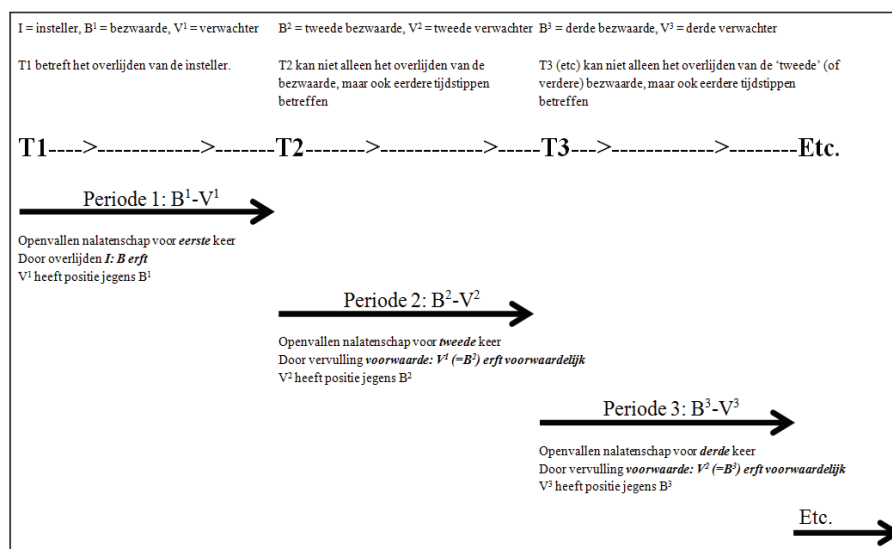 I = insteller, B¹ = bezwaarde, V¹ = verwachter
B² = tweede bezwaarde, V² = tweede verwachter
B³ = derde bezwaarde, V³ = derde verwachter
T1 betreft het overlijden van de insteller.
T2 kan niet alleen het overlijden van de
bezwaarde, maar ook eerdere tijdstippen
betreffen
T3 (etc) kan niet alleen het overlijden van de ‘tweede’ (of
verdere) bezwaarde, maar ook eerdere tijdstippen
betreffen
T1----->------------>-------T2-------->------------>-----T3--->------------>--------Etc.
Periode 1: B¹-V¹
Openvallen nalatenschap voor eerste keer
Door overlijden I: B erft
V¹ heeft positie jegens B¹
Periode 2: B²-V²
Openvallen nalatenschap voor tweede keer
Door vervulling voorwaarde: V¹ (=B²) erft voorwaardelijk
V² heeft positie jegens B²
Periode 3: B³-V³
Openvallen nalatenschap voor derde keer
Door vervulling voorwaarde: V² (=B³) erft voorwaardelijk
V³ heeft positie jegens B³
Etc.